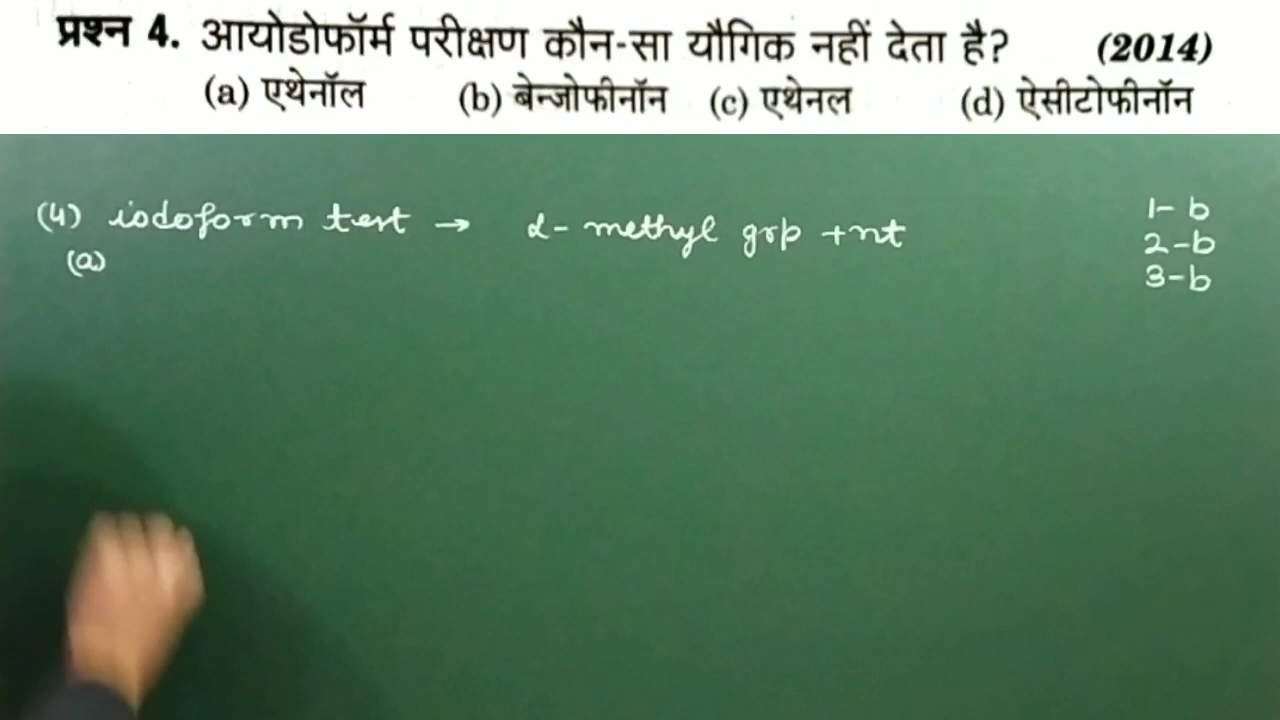 प्रश्न 4. आयोडोफॉर्म परीक्षण कौन-सा यौगिक नहीं देता है? (2014)
(a) एथेनॉल (b) बेन्जोफीनॉन (c) एथेनल (d) ऐसीटोफीनॉन
(4) iodoform test → α- methyl grp +nt
(a)
1- b
2-b
3-b